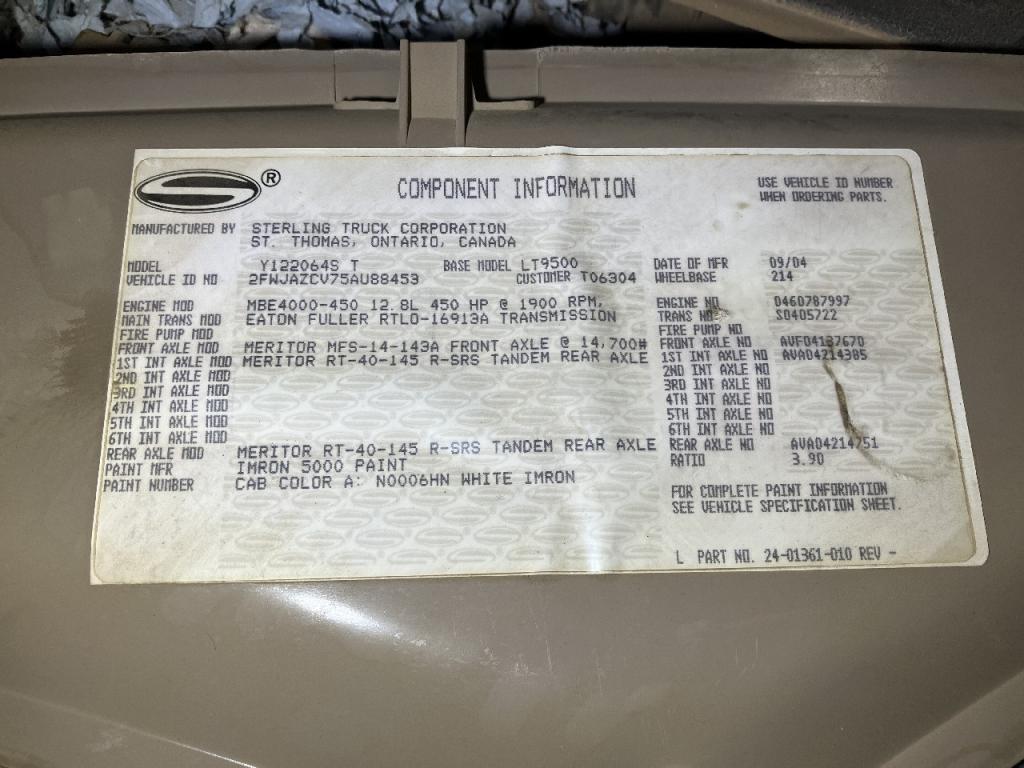 ®
COMPONENT INFORMATION
USE VEHICLE ID NUMBER
WHEN ORDERING PARTS.
MANUFACTURED BY STERLING TRUCK CORPORATION
ST. THOMAS, ONTARIO, CANADA
MODEL Y122064S T BASE MODEL LT9500 DATE OF MFR 09/04
VEHICLE ID NO 2FWJAZCV75AU88453 CUSTOMER T06304 WHEELBASE 214
ENGINE MOD MBE4000-450 12.8L 450 HP @ 1900 RPM, ENGINE NO 0460787997
MAIN TRANS MOD EATON FULLER RTLO-16913A TRANSMISSION TRANS NO S0405722
FIRE PUMP MOD FIRE PUMP NO
FRONT AXLE MOD MERITOR MFS-14-143A FRONT AXLE @ 14,700# FRONT AXLE NO AVF04137670
1ST INT AXLE MOD MERITOR RT-40-145 R-SRS TANDEM REAR AXLE 1ST INT AXLE NO AVA04214305
2ND INT AXLE MOD 2ND INT AXLE NO
3RD INT AXLE MOD 3RD INT AXLE NO
4TH INT AXLE MOD 4TH INT AXLE NO
5TH INT AXLE MOD 5TH INT AXLE NO
6TH INT AXLE MOD 6TH INT AXLE NO
REAR AXLE MOD MERITOR RT-40-145 R-SRS TANDEM REAR AXLE REAR AXLE NO AVA04214751
PAINT MFR IMRON 5000 PAINT RATIO 3.90
PAINT NUMBER CAB COLOR A: N0006HN WHITE IMRON
FOR COMPLETE PAINT INFORMATION
SEE VEHICLE SPECIFICATION SHEET.
L PART NO. 24-01361-010 REV -